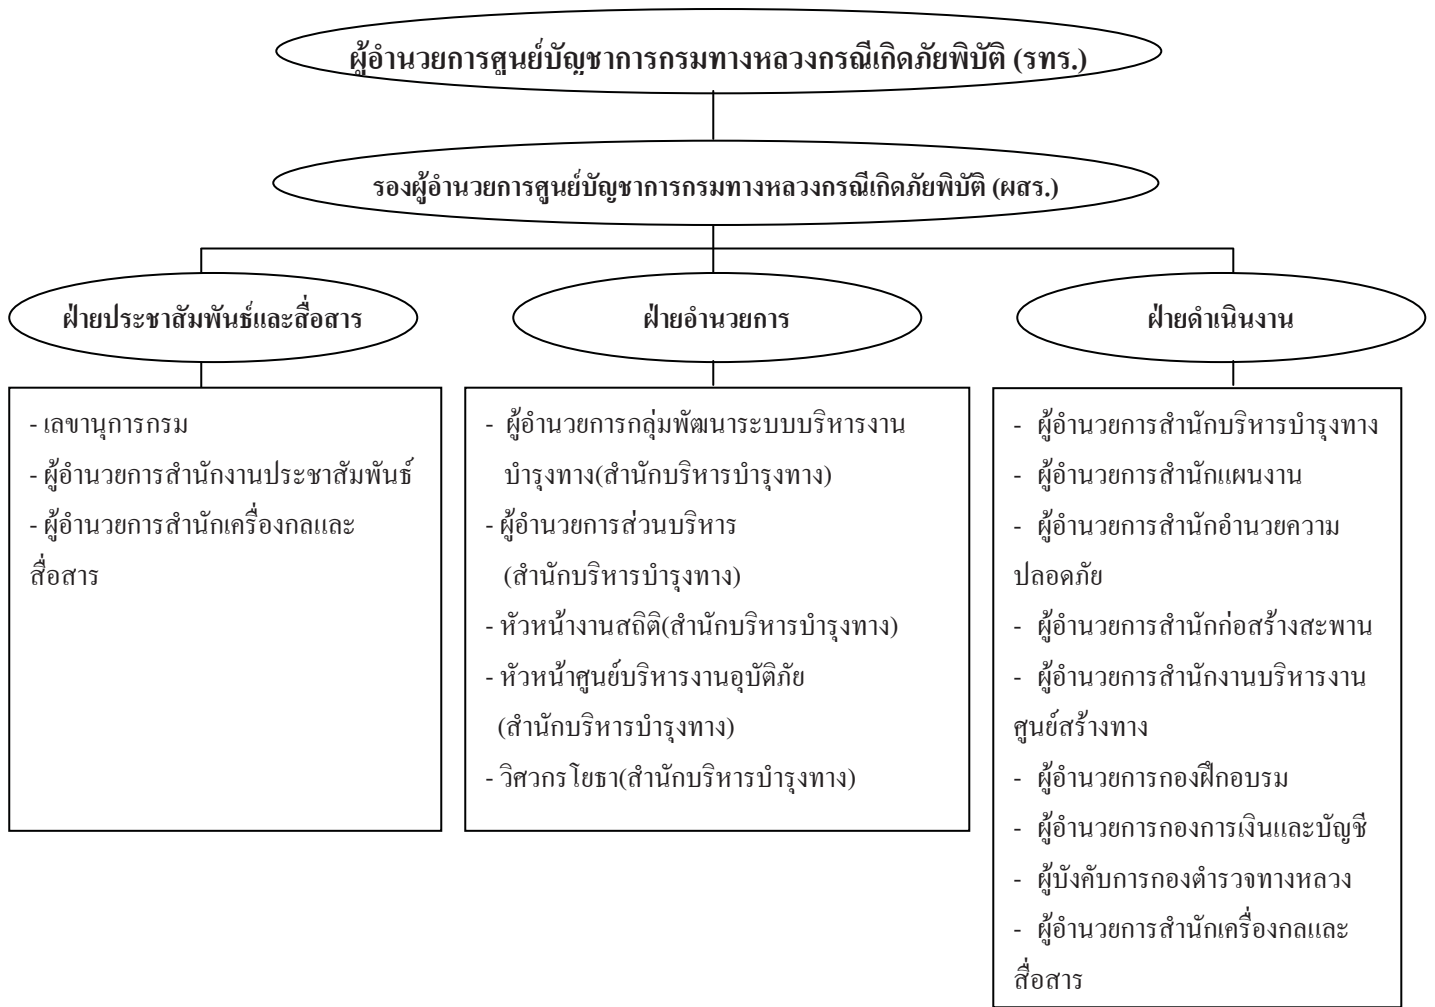 ผู้อำนวยการศูนย์บัญชาการกรมทางหลวงกรณีเกิดภัยพิบัติ (รทร.)
รองผู้อำนวยการศูนย์บัญชาการกรมทางหลวงกรณีเกิดภัยพิบัติ (ผสร.)
ฝ่ายประชาสัมพันธ์และสื่อสาร
- เลขานุการกรม
- ผู้อำนวยการสำนักงานประชาสัมพันธ์
- ผู้อำนวยการสำนักเครื่องกลและ
สื่อสาร
ฝ่ายอำนวยการ
- ผู้อำนวยการกลุ่มพัฒนาระบบบริหารงาน
บำรุงทาง(สำนักบริหารบำรุงทาง)
- ผู้อำนวยการส่วนบริหาร
(สำนักบริหารบำรุงทาง)
- หัวหน้างานสถิติ(สำนักบริหารบำรุงทาง)
- หัวหน้าศูนย์บริหารงานอุบัติภัย
(สำนักบริหารบำรุงทาง)
- วิศวกรโยธา(สำนักบริหารบำรุงทาง)
ฝ่ายดำเนินงาน
- ผู้อำนวยการสำนักบริหารบำรุงทาง
- ผู้อำนวยการสำนักแผนงาน
- ผู้อำนวยการสำนักอำนวยความ
ปลอดภัย
- ผู้อำนวยการสำนักก่อสร้างสะพาน
- ผู้อำนวยการสำนักงานบริหารงาน
ศูนย์สร้างทาง
- ผู้อำนวยการกองฝึกอบรม
- ผู้อำนวยการกองการเงินและบัญชี
- ผู้บังคับการกองตำรวจทางหลวง
- ผู้อำนวยการสำนักเครื่องกลและ
สื่อสาร